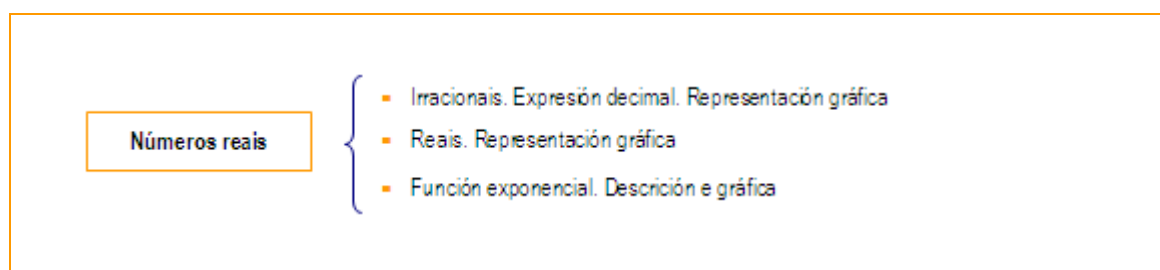 Números reais
Irracionais. Expresión decimal. Representación gráfica
Reais. Representación gráfica
Función exponencial. Descrición e gráfica